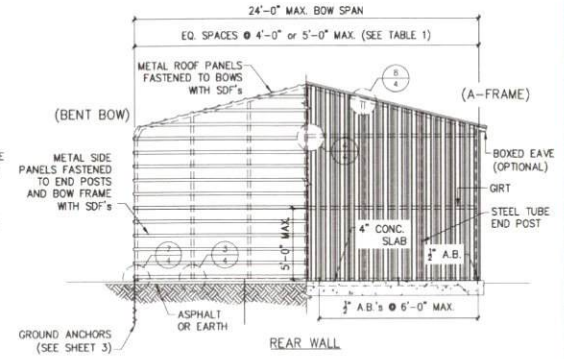 24'-0" MAX. BOW SPAN
EQ. SPACES @ 4'-0" or 5'-0" MAX. (SEE TABLE 1)
METAL ROOF PANELS
FASTENED TO BOWS
WITH SDF's
(BENT BOW)
(A-FRAME)
METAL SIDE
PANELS FASTENED
TO END POSTS
AND BOW FRAME
WITH SDF's
BOXED EAVE
(OPTIONAL)
GIRT
STEEL TUBE
END POST
5'-0" MAX.
4" CONC.
SLAB
½" A.B.
½" A.B.'s @ 6'-0" MAX.
ASPHALT
OR EARTH
GROUND ANCHORS
(SEE SHEET 3)
REAR WALL